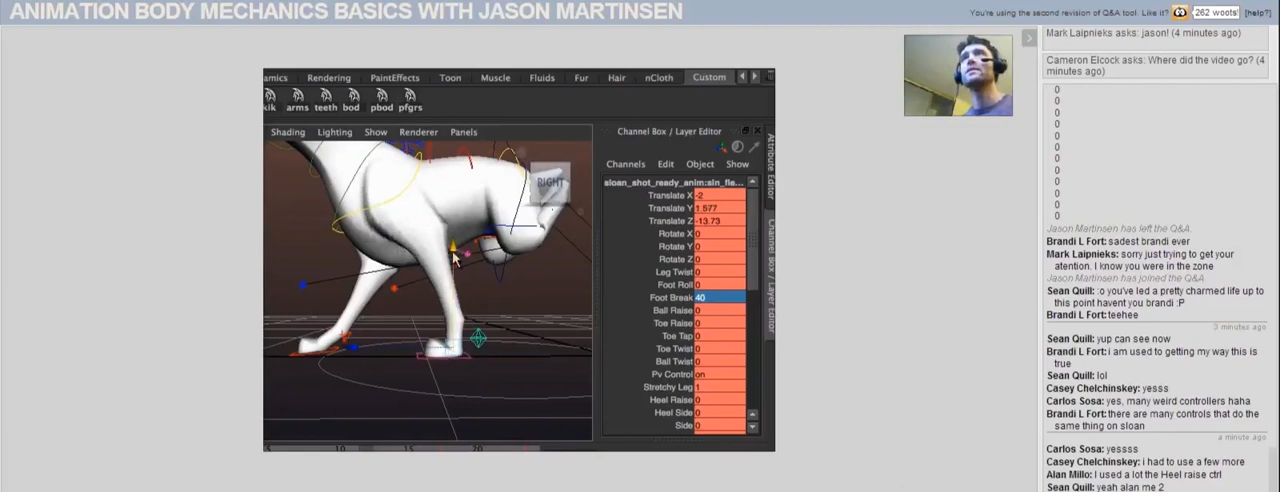 ANIMATION BODY MECHANICS BASICS WITH JASON MARTINSEN
You're using the second revision of Q&A tool. Like it? 262 woots! [help?]
amics Rendering PaintEffects Toon Muscle Fluids Fur Hair nCloth Custom
kik arms teeth bod pbod pfgrs
Shading Lighting Show Renderer Panels
RIGHT
Channel Box / Layer Editor
Channels Edit Object Show
sloan_shot_ready_anim:sln_fle...
Translate X -2
Translate Y 1.577
Translate Z -13.73
Rotate X 0
Rotate Y 0
Rotate Z 0
Leg Twist 0
Foot Roll 0
Foot Break 40
Ball Raise 0
Toe Raise 0
Toe Tap 0
Toe Twist 0
Ball Twist 0
Pv Control on
Stretchy Leg 1
Heel Raise 0
Heel Side 0
Side 0
Attribute Editor
Channel Box / Layer Editor
Mark Laipnieks asks: jason! (4 minutes ago)
Cameron Elcock asks: Where did the video go? (4
minutes ago)
0
0
0
0
0
0
0
0
0
0
0
0
Jason Martinsen has left the Q&A.
Brandi L Fort: sadest brandi ever
Mark Laipnieks: sorry just trying to get your
atention. I know you were in the zone
Jason Martinsen has joined the Q&A
Sean Quill: :o you've led a pretty charmed life up to
this point havent you brandi :P
Brandi L Fort: teehee
3 minutes ago
Sean Quill: yup can see now
Brandi L Fort: i am used to getting my way this is
true
Sean Quill: lol
Casey Chelchinskey: yesss
Carlos Sosa: yes, many weird controllers haha
Brandi L Fort: there are many controls that do the
same thing on sloan
a minute ago
Carlos Sosa: yessss
Casey Chelchinskey: i had to use a few more
Alan Millo: I used a lot the Heel raise ctrl
Sean Quill: yeah alan me 2